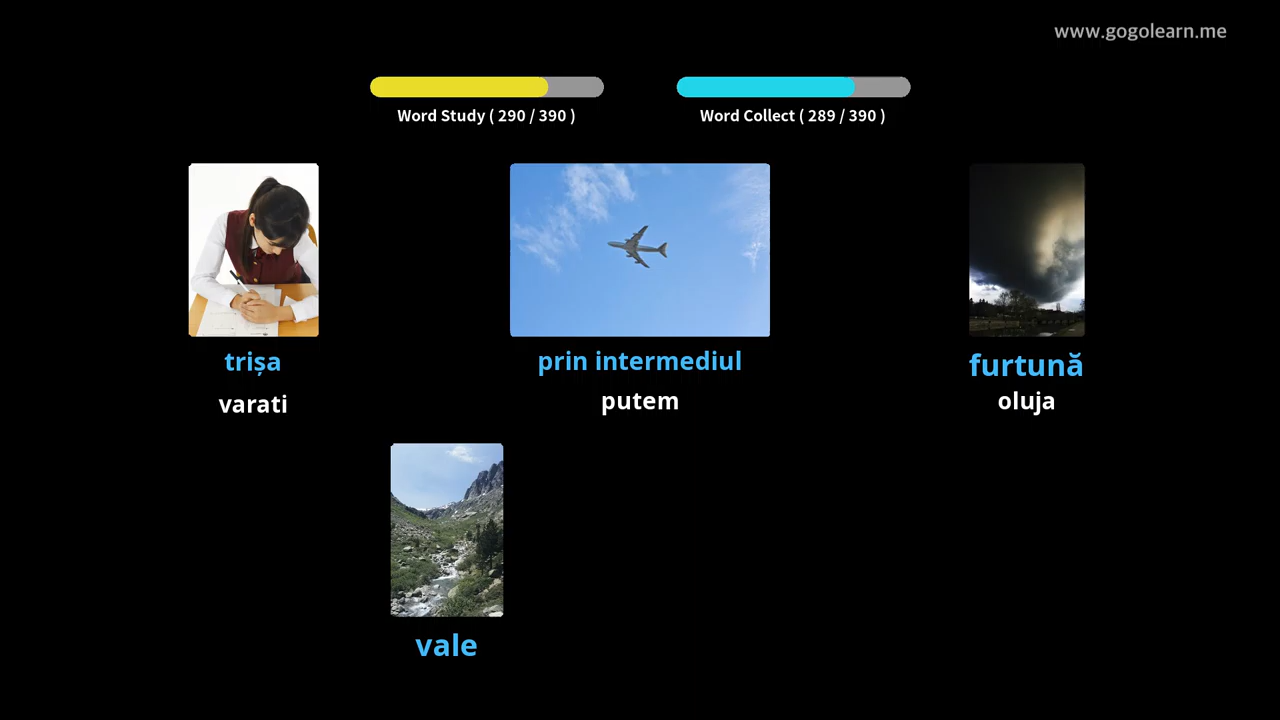 www.gogolearn.me
Word Study ( 290 / 390 )
Word Collect ( 289 / 390 )
trișa
prin intermediul
furtună
varati
putem
oluja
vale